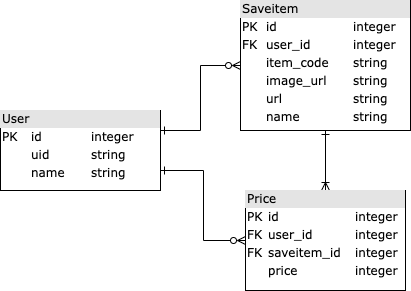 Saveitem
PK id integer
FK user_id integer
item_code string
image_url string
url string
name string
User
PK id integer
uid string
name string
Price
PK id integer
FK user_id integer
FK saveitem_id integer
price integer